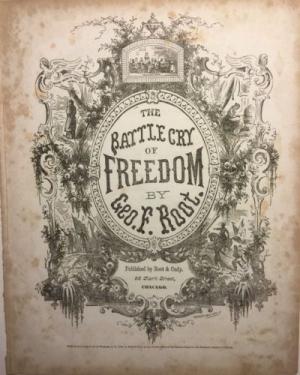 THE
BATTLE CRY
OF
FREEDOM
BY
GEO. F. ROOT.
Published by Root & Cady,
95 Clark Street,
CHICAGO.